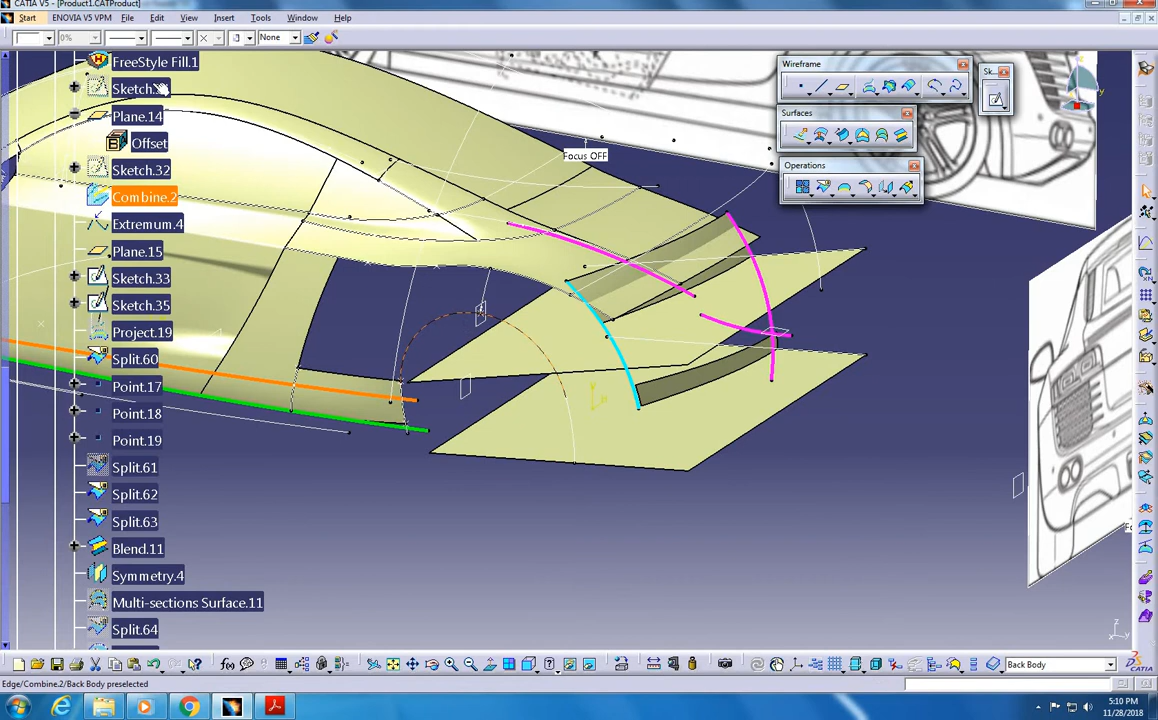 CATIA V5 - [Product1.CATProduct]
Start ENOVIA V5 VPM File Edit View Insert Tools Window Help
0% None
FreeStyle Fill.1
Sketch.
Plane.14
Offset
Sketch.32
Combine.2
Extremum.4
Plane.15
Sketch.33
Sketch.35
Project.19
Split.60
Point.17
Point.18
Point.19
Split.61
Split.62
Split.63
Blend.11
Symmetry.4
Multi-sections Surface.11
Split.64
Focus OFF
Wireframe
Sk...
Surfaces
Operations
z
y
Back Body
CATIA
Edge/Combine.2/Back Body preselected
5:10 PM
11/28/2018